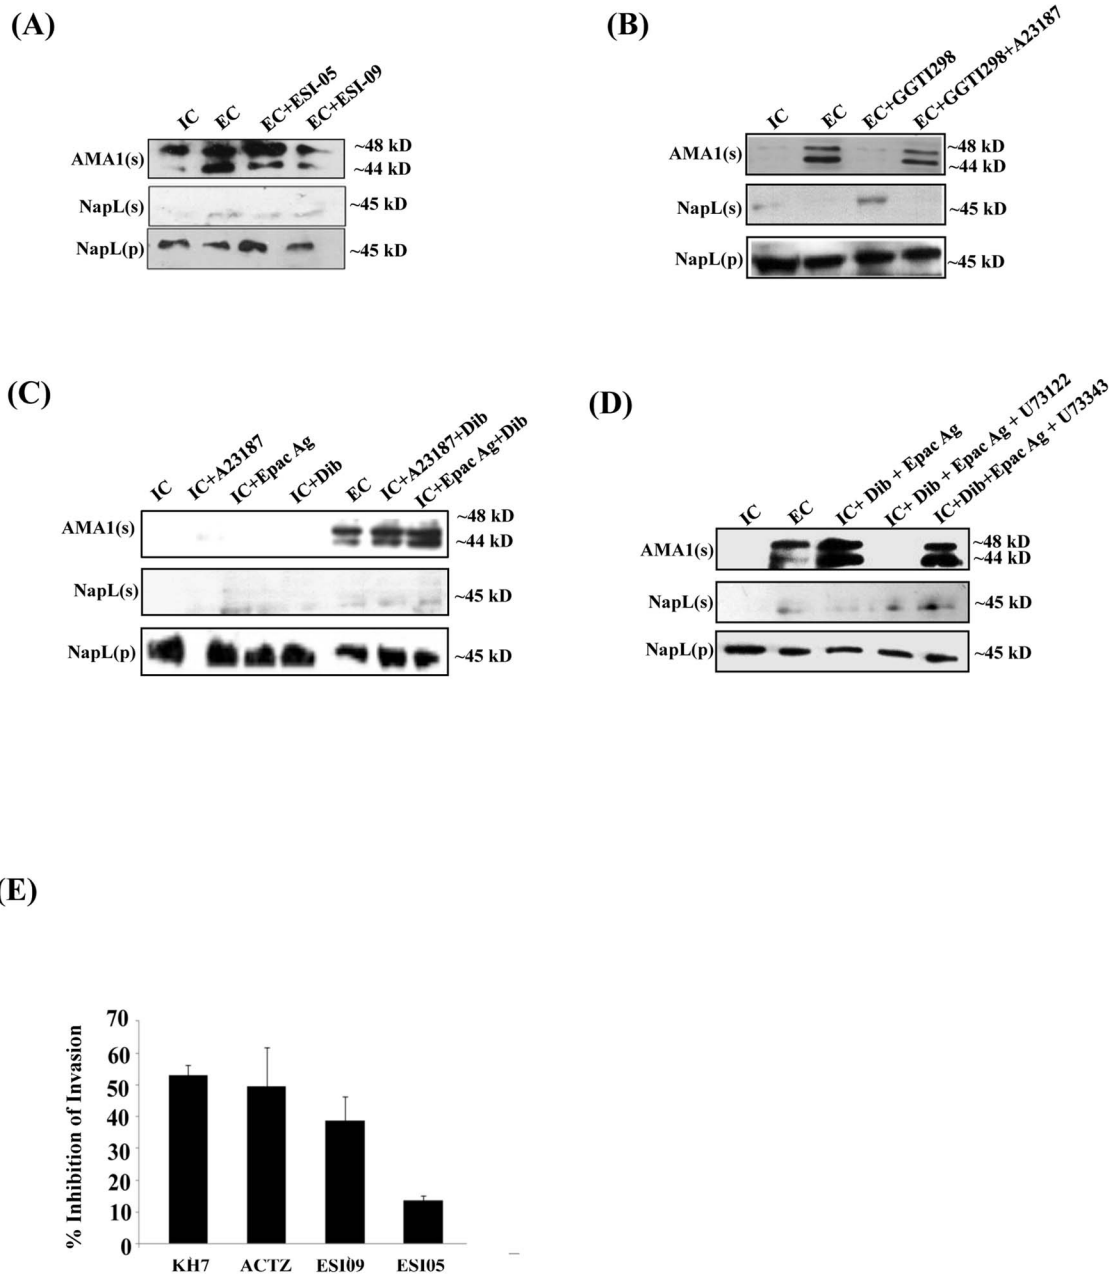 (A)
IC EC EC+ESI-05 EC+ESI-09
AMA1(s) ~48 kD
~44 kD
NapL(s) ~45 kD
NapL(p) ~45 kD
(B)
IC EC EC+GGTI298 EC+GGTI298+A23187
AMA1(s) ~48 kD
~44 kD
NapL(s) ~45 kD
NapL(p) ~45 kD
(C)
IC IC+A23187 IC+Epac Ag IC+Dib EC IC+A23187+Dib IC+Epac Ag+Dib
AMA1(s) ~48 kD
~44 kD
NapL(s) ~45 kD
NapL(p) ~45 kD
(D)
IC EC IC+ Dib + Epac Ag IC+ Dib + Epac Ag + U73122 IC+Dib+Epac Ag + U73343
AMA1(s) ~48 kD
~44 kD
NapL(s) ~45 kD
NapL(p) ~45 kD
(E)
% Inhibition of Invasion
70
60
50
40
30
20
10
0
KH7 ACTZ ESI09 ESI05